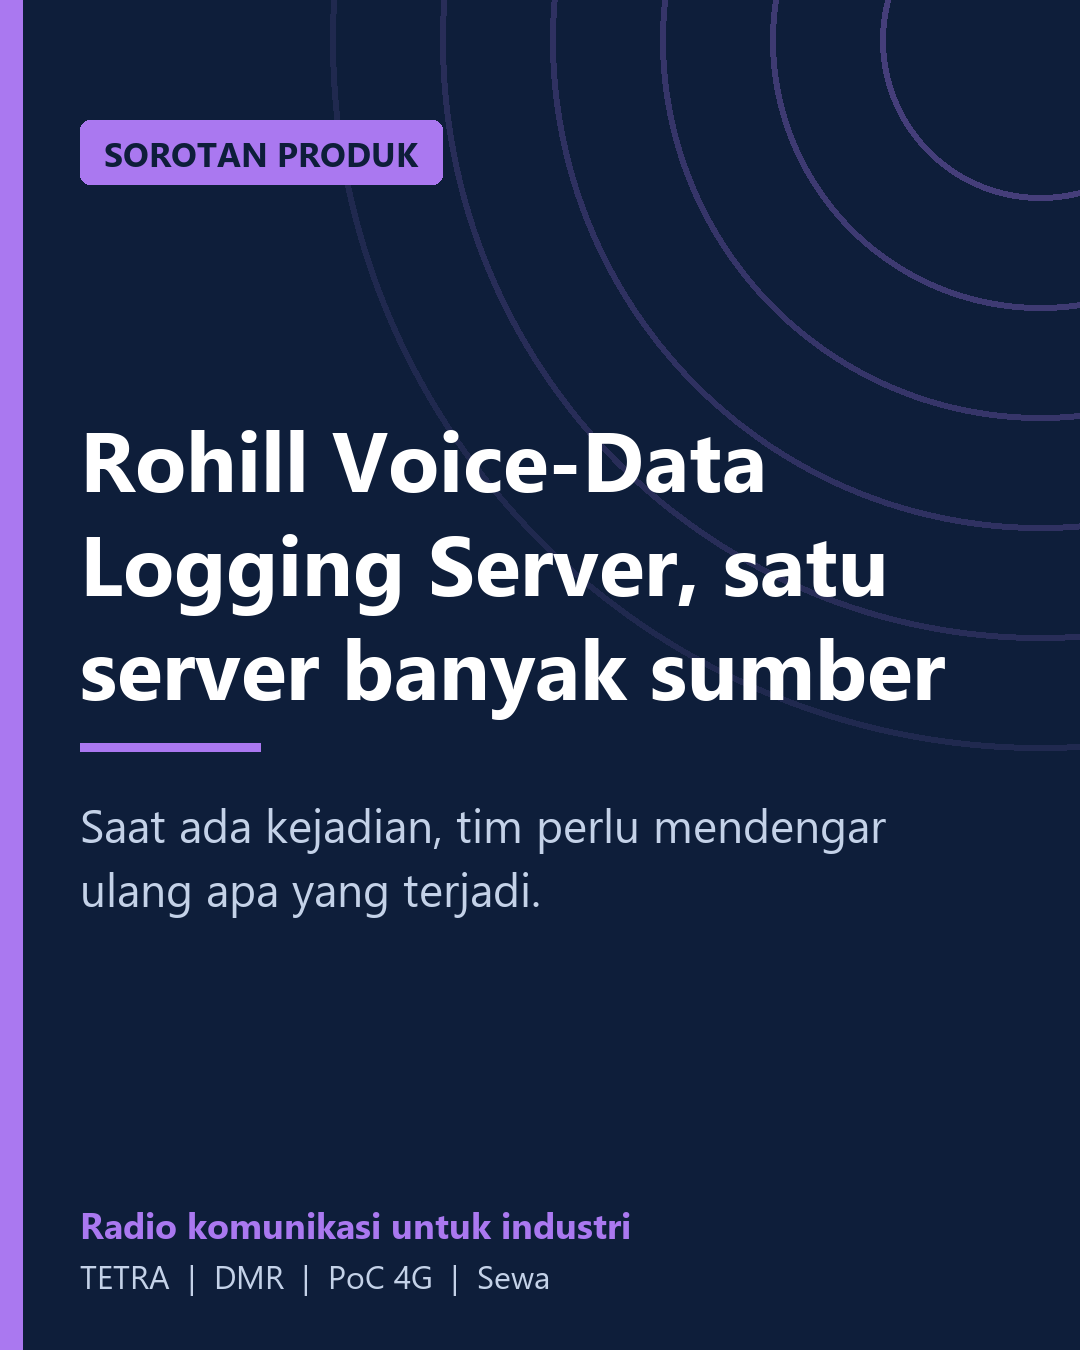 SOROTAN PRODUK
Rohill Voice-Data
Logging Server, satu
server banyak sumber
Saat ada kejadian, tim perlu mendengar
ulang apa yang terjadi.
Radio komunikasi untuk industri
TETRA | DMR | PoC 4G | Sewa